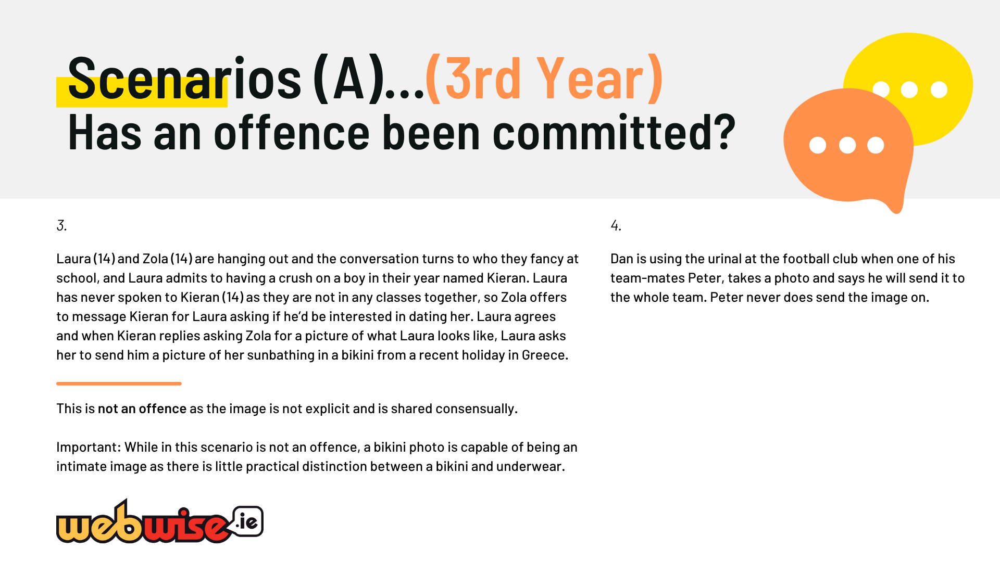 Scenarios (A)...(3rd Year)
Has an offence been committed?
3.
Laura (14) and Zola (14) are hanging out and the conversation turns to who they fancy at
school, and Laura admits to having a crush on a boy in their year named Kieran. Laura
has never spoken to Kieran (14) as they are not in any classes together, so Zola offers
to message Kieran for Laura asking if he’d be interested in dating her. Laura agrees
and when Kieran replies asking Zola for a picture of what Laura looks like, Laura asks
her to send him a picture of her sunbathing in a bikini from a recent holiday in Greece.
This is not an offence as the image is not explicit and is shared consensually.
Important: While in this scenario is not an offence, a bikini photo is capable of being an
intimate image as there is little practical distinction between a bikini and underwear.
4.
Dan is using the urinal at the football club when one of his
team-mates Peter, takes a photo and says he will send it to
the whole team. Peter never does send the image on.
webwise.ie